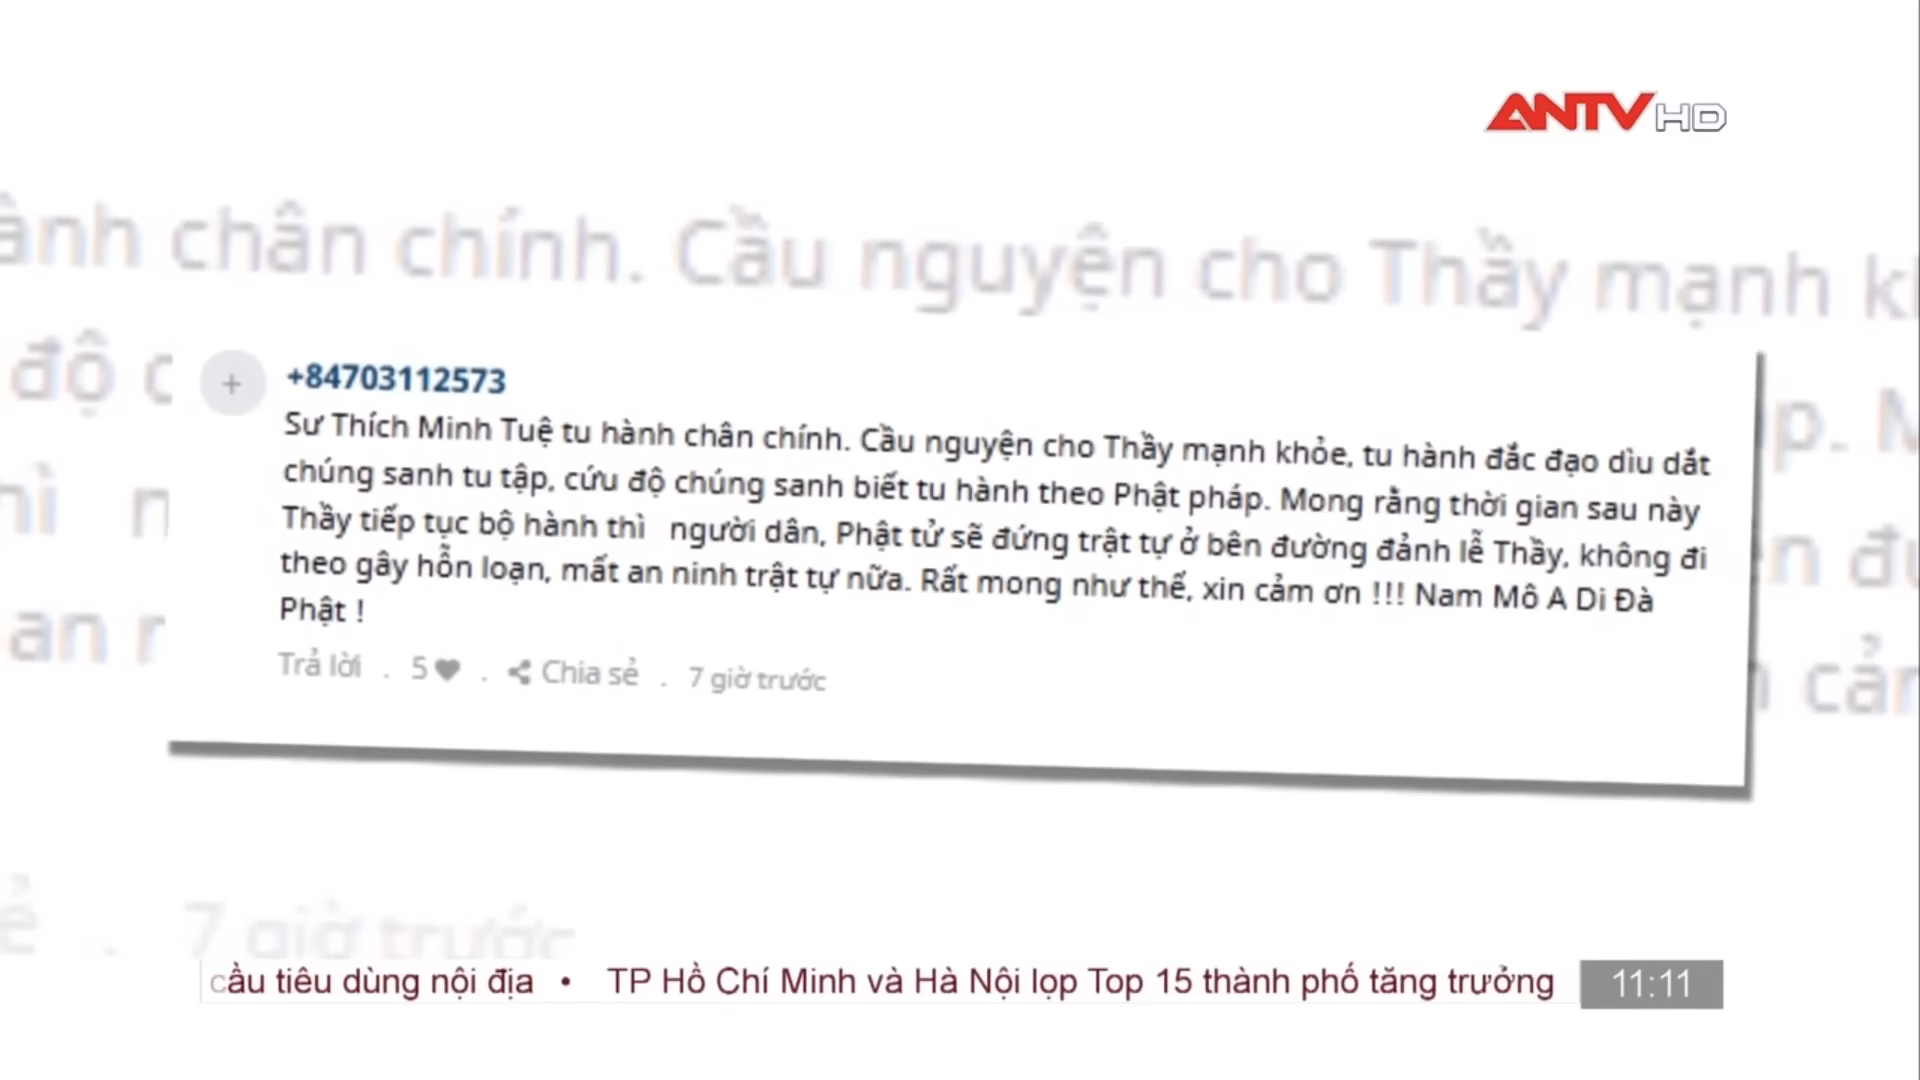 ANTV HD
ành chân chính. Cầu nguyện cho Thầy mạnh
độ
+84703112573
Sư Thích Minh Tuệ tu hành chân chính. Cầu nguyện cho Thầy mạnh khỏe, tu hành đắc đạo dìu dắt
chúng sanh tu tập, cứu độ chúng sanh biết tu hành theo Phật pháp. Mong rằng thời gian sau này
Thầy tiếp tục bộ hành thì người dân, Phật tử sẽ đứng trật tự ở bên đường đảnh lễ Thầy, không đi
theo gây hỗn loạn, mất an ninh trật tự nữa. Rất mong như thế, xin cảm ơn !!! Nam Mô A Di Đà
Phật !
Trả lời . 5 ♥ . Chia sẻ . 7 giờ trước
an
7 giờ trước
cầu tiêu dùng nội địa • TP Hồ Chí Minh và Hà Nội lọp Top 15 thành phố tăng trưởng
11:11